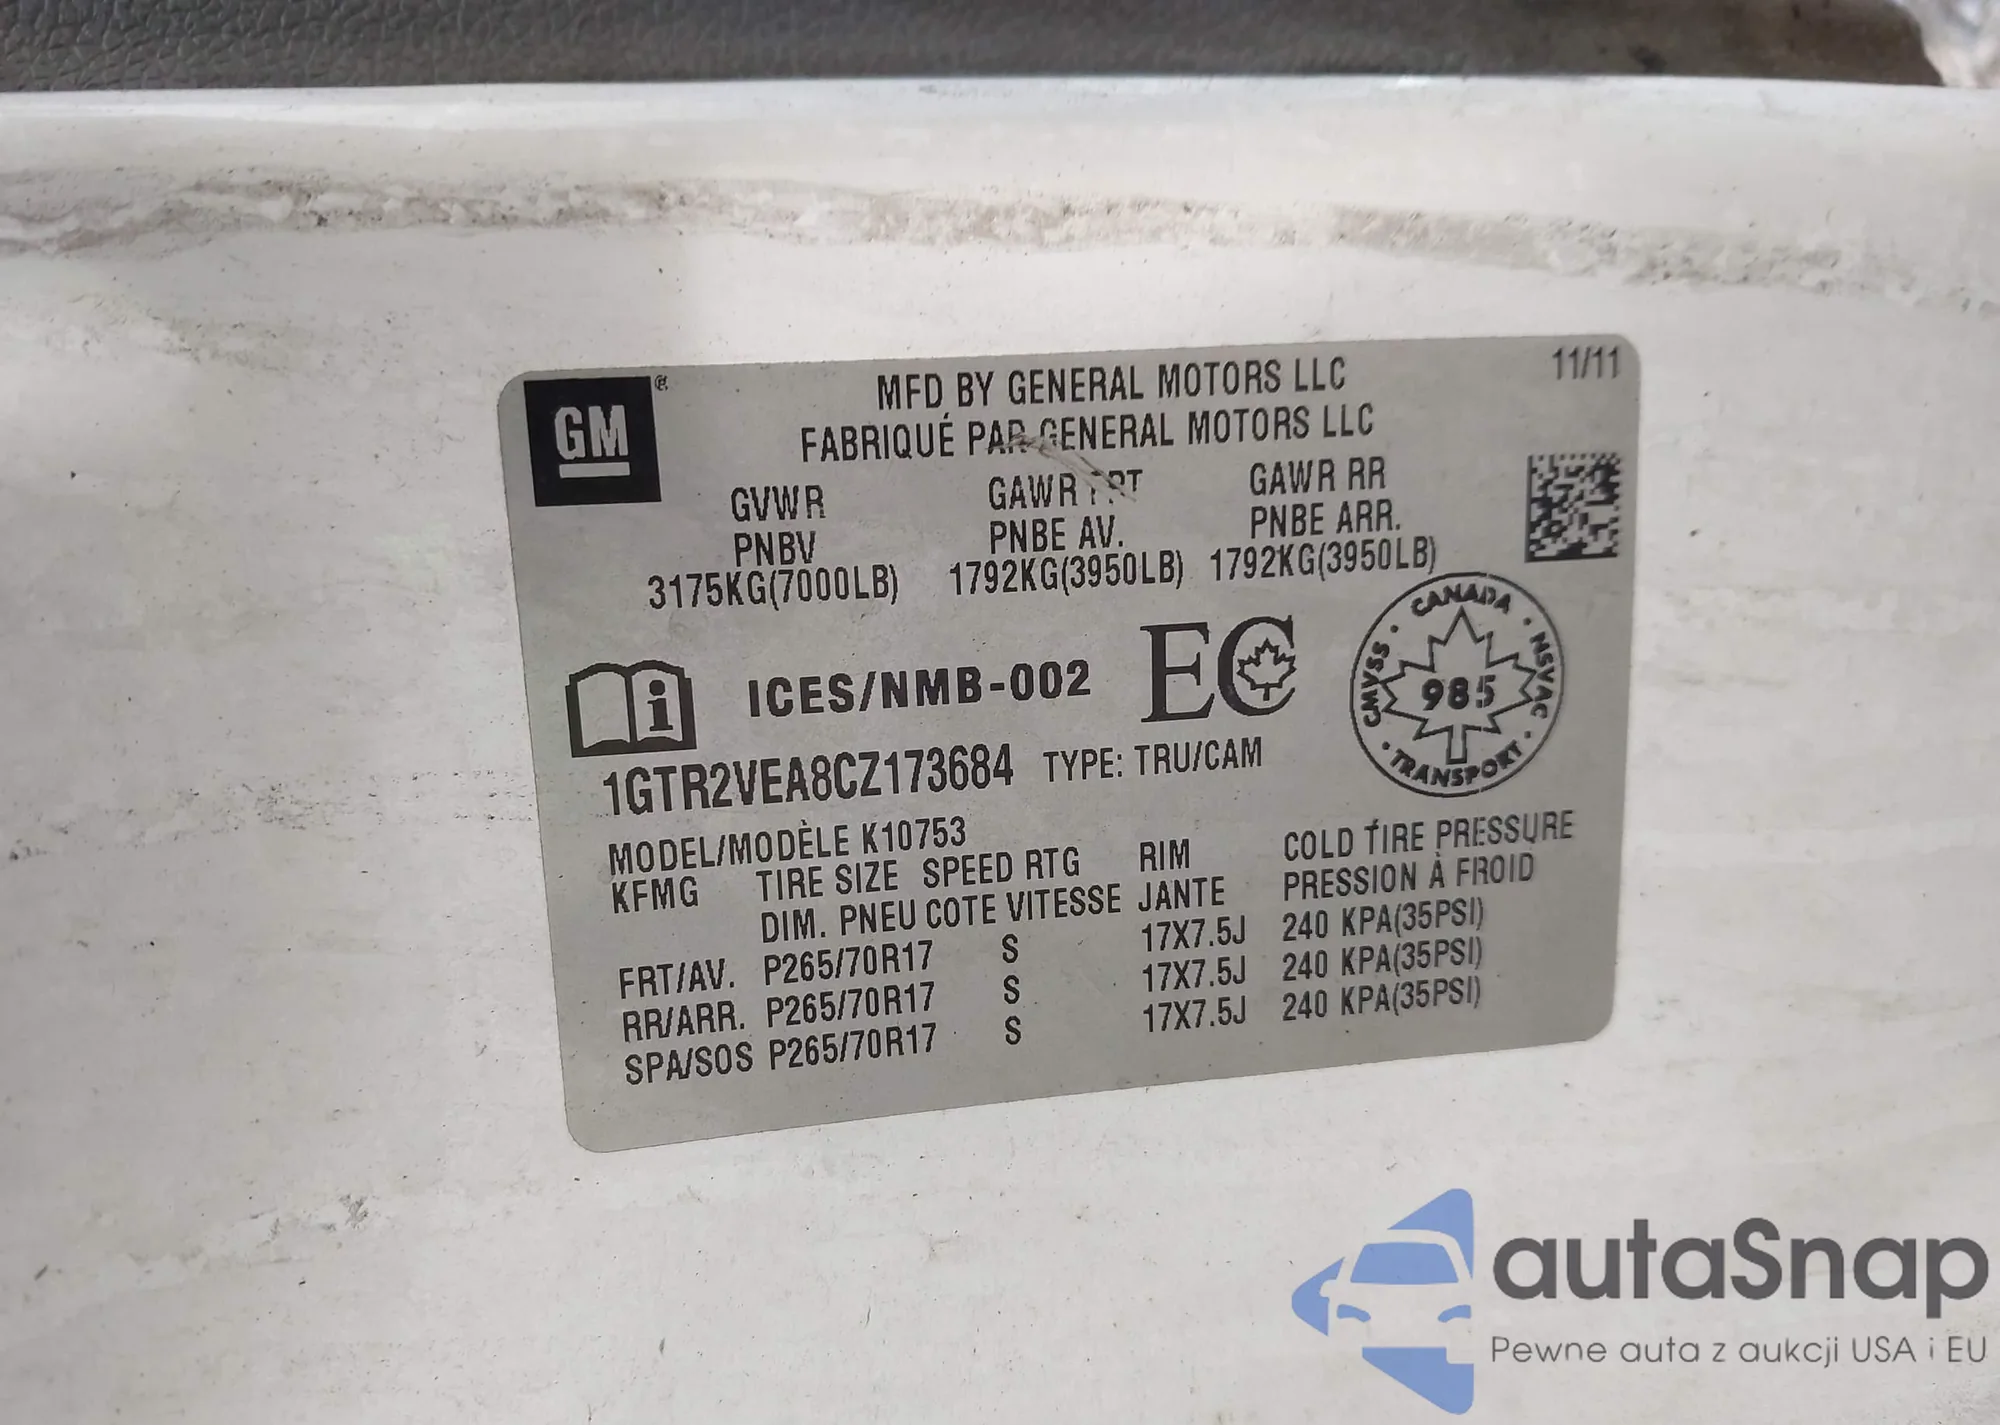 GM
MFD BY GENERAL MOTORS LLC
11/11
FABRIQUÉ PAR GENERAL MOTORS LLC
GVWR GAWR FRT GAWR RR
PNBV PNBE AV. PNBE ARR.
3175KG(7000LB) 1792KG(3950LB) 1792KG(3950LB)
ICES/NMB-002 EC
CANADA
CMVSS NSVAC
985
TRANSPORT
1GTR2VEA8CZ173684 TYPE: TRU/CAM
MODEL/MODÈLE K10753
KFMG TIRE SIZE SPEED RTG RIM COLD TIRE PRESSURE
DIM. PNEU COTE VITESSE JANTE PRESSION À FROID
FRT/AV. P265/70R17 S 17X7.5J 240 KPA(35PSI)
RR/ARR. P265/70R17 S 17X7.5J 240 KPA(35PSI)
SPA/SOS P265/70R17 S 17X7.5J 240 KPA(35PSI)
autaSnap
Pewne auta z aukcji USA i EU